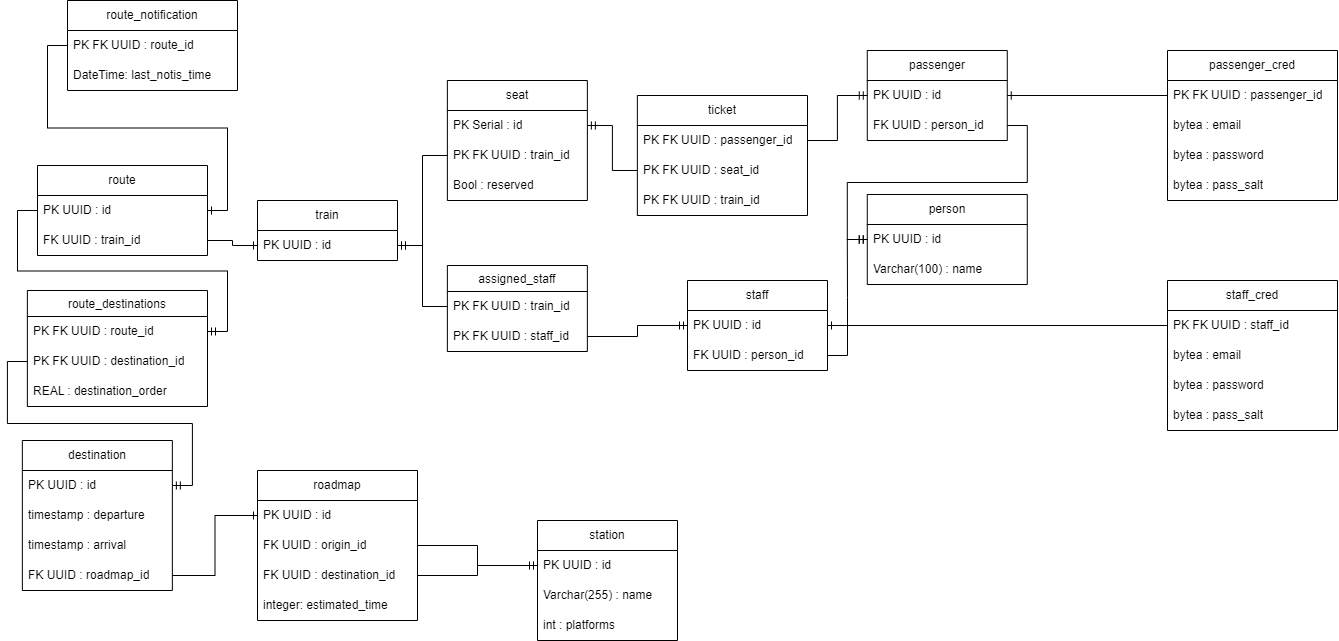 route_notification
PK FK UUID : route_id
DateTime: last_notis_time
route
PK UUID : id
FK UUID : train_id
route_destinations
PK FK UUID : route_id
PK FK UUID : destination_id
REAL : destination_order
destination
PK UUID : id
timestamp : departure
timestamp : arrival
FK UUID : roadmap_id
train
PK UUID : id
roadmap
PK UUID : id
FK UUID : origin_id
FK UUID : destination_id
integer: estimated_time
seat
PK Serial : id
PK FK UUID : train_id
Bool : reserved
assigned_staff
PK FK UUID : train_id
PK FK UUID : staff_id
station
PK UUID : id
Varchar(255) : name
int : platforms
ticket
PK FK UUID : passenger_id
PK FK UUID : seat_id
PK FK UUID : train_id
staff
PK UUID : id
FK UUID : person_id
passenger
PK UUID : id
FK UUID : person_id
person
PK UUID : id
Varchar(100) : name
passenger_cred
PK FK UUID : passenger_id
bytea : email
bytea : password
bytea : pass_salt
staff_cred
PK FK UUID : staff_id
bytea : email
bytea : password
bytea : pass_salt